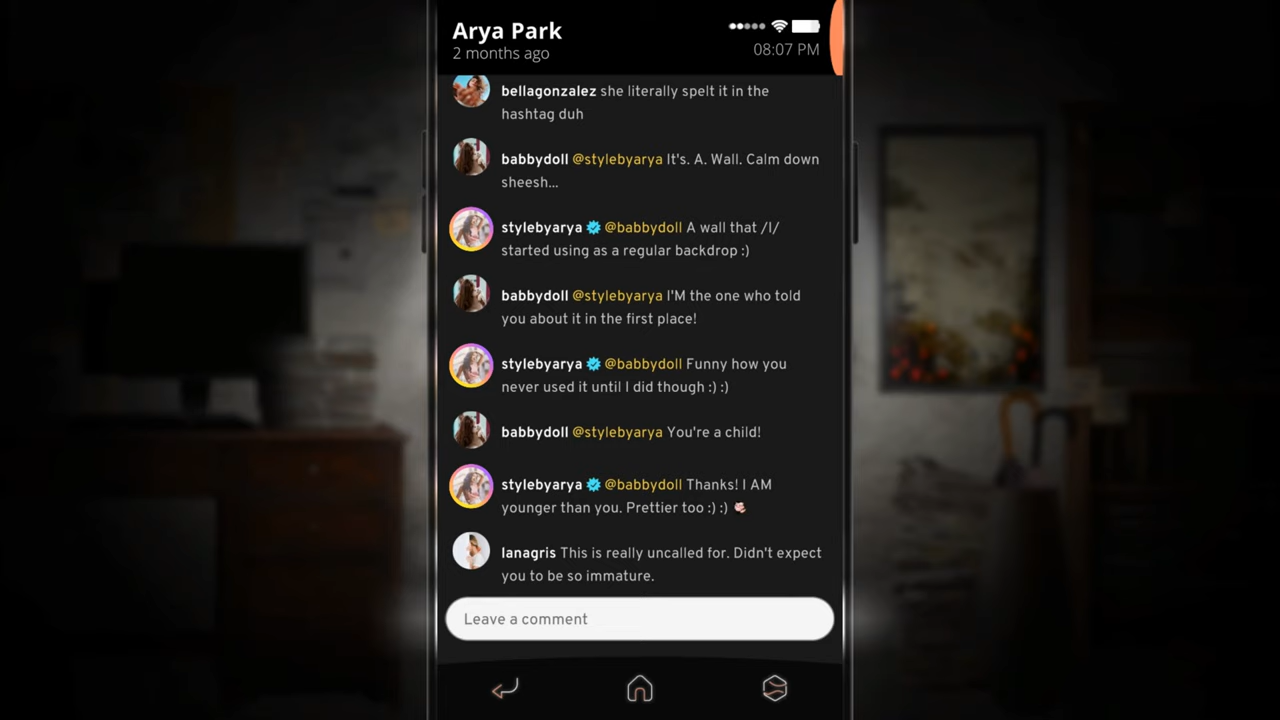 Arya Park
2 months ago
08:07 PM
bellagonzalez she literally spelt it in the
hashtag duh
babbydoll @stylebyarya It's. A. Wall. Calm down
sheesh...
stylebyarya @babbydoll A wall that /I/
started using as a regular backdrop :)
babbydoll @stylebyarya I'M the one who told
you about it in the first place!
stylebyarya @babbydoll Funny how you
never used it until I did though :) :)
babbydoll @stylebyarya You're a child!
stylebyarya @babbydoll Thanks! I AM
younger than you. Prettier too :) :)
lanagris This is really uncalled for. Didn't expect
you to be so immature.
Leave a comment